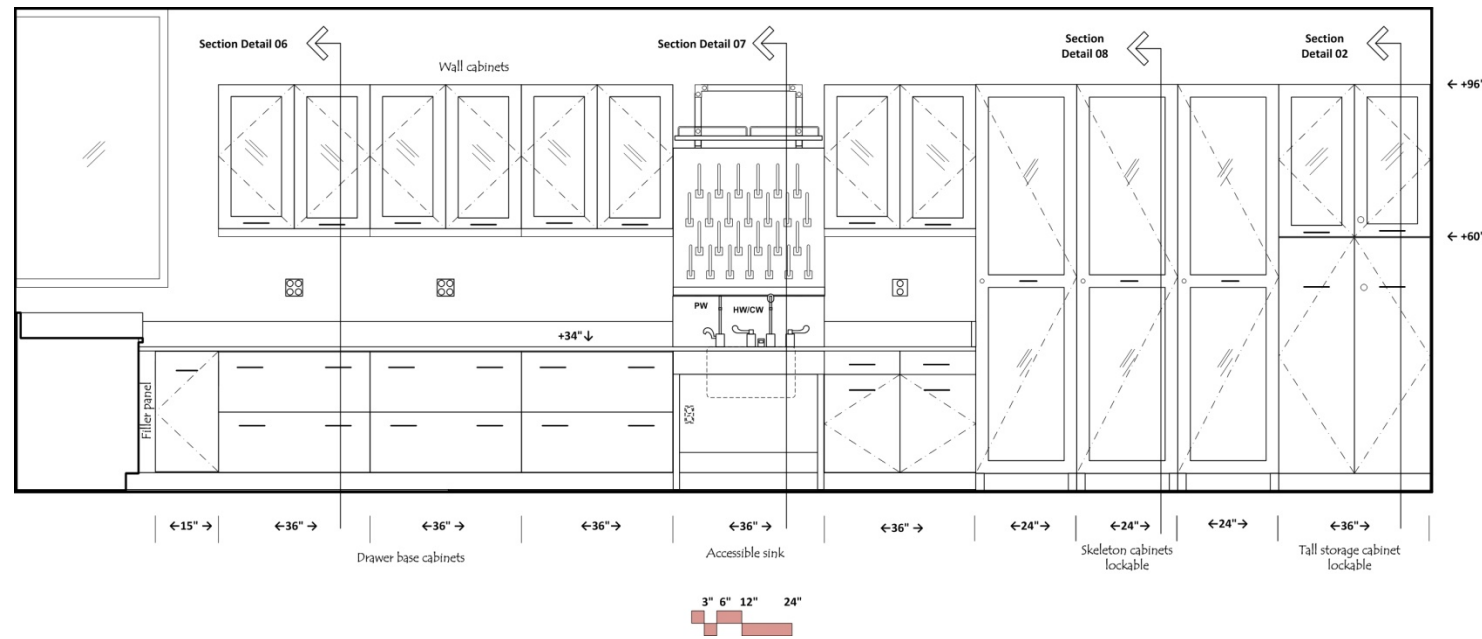 Section Detail 06
Section Detail 07
Section
Detail 08
Section
Detail 02
Wall cabinets
← +96"
← +60"
PW
HW/CW
+34" ↓
Filler panel
←15" →
←36" →
←36" →
←36" →
←36" →
←36" →
←24" →
←24" →
←24" →
←36" →
Drawer base cabinets
Accessible sink
Skeleton cabinets
lockable
Tall storage cabinet
lockable
3" 6" 12" 24"